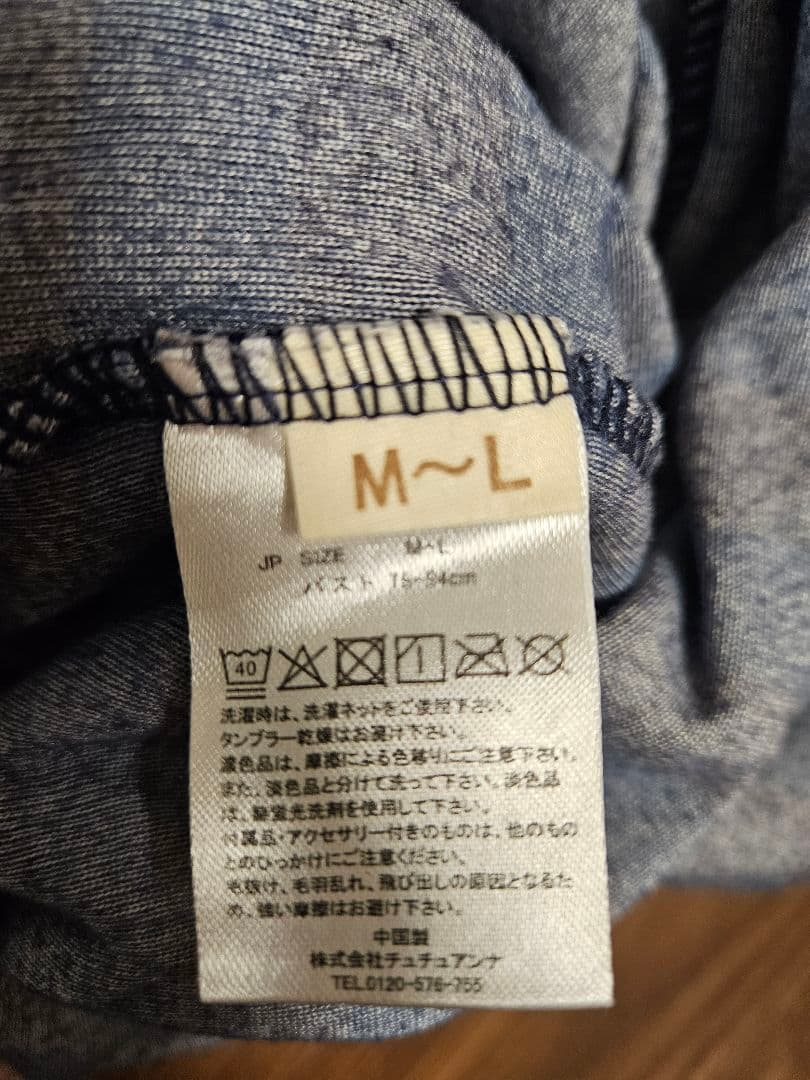 M～L
JP SIZE M～L
バスト 79～94cm
40
洗濯時は、洗濯ネットをご使用下さい。
タンブラー乾燥はお避け下さい。
濃色品は、摩擦による色移りにご注意下さい。
また、淡色品と分けて洗って下さい。淡色品
は、無蛍光洗剤を使用して下さい。
付属品・アクセサリー付きのものは、他のもの
とのひっかけにご注意ください。
毛抜け、毛羽乱れ、飛び出しの原因となるた
め、強い摩擦はお避け下さい。
中国製
株式会社チュチュアンナ
TEL.0120-576-755